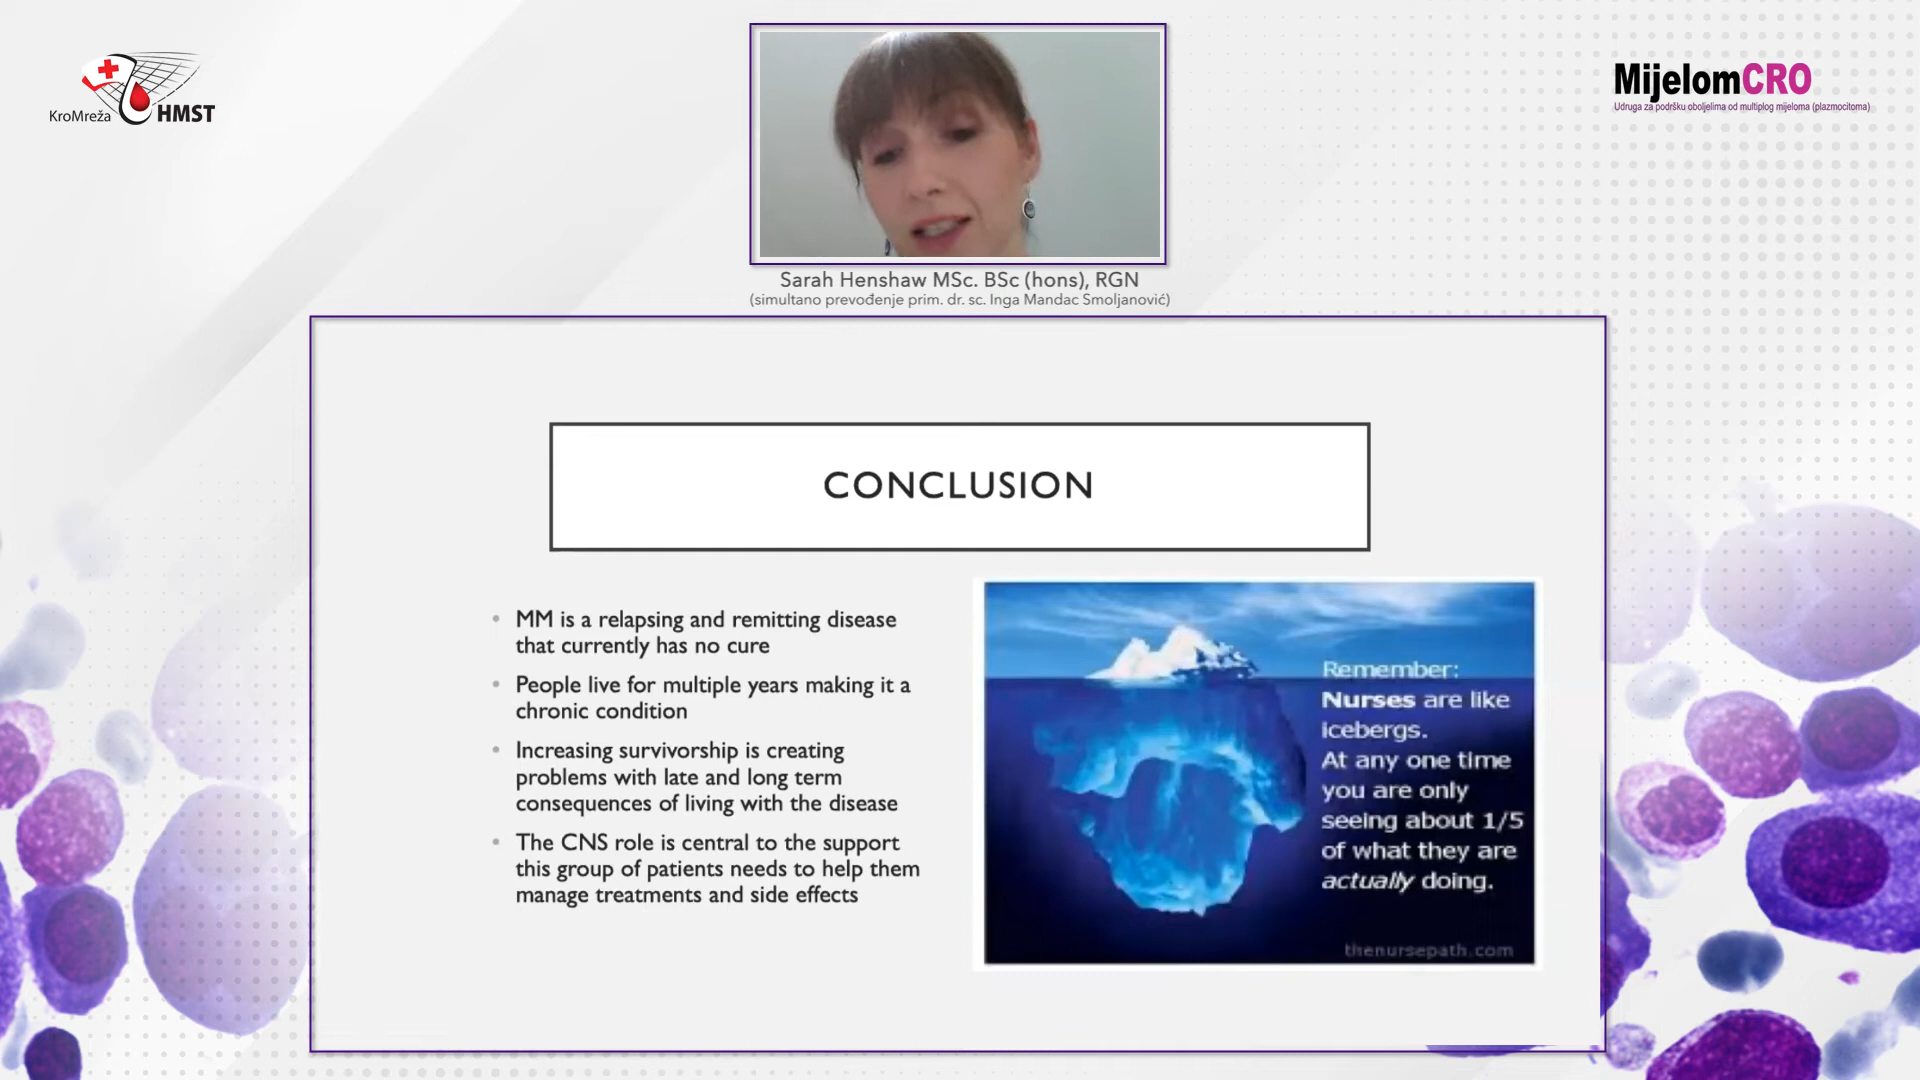 KroMreža HMST
MijelomCRO
Udruga za podršku oboljelima od multiplog mijeloma (plazmocitoma)
Sarah Henshaw MSc. BSc (hons), RGN
(simultano prevođenje prim. dr. sc. Inga Mandac Smoljanović)
CONCLUSION
• MM is a relapsing and remitting disease
that currently has no cure
• People live for multiple years making it a
chronic condition
• Increasing survivorship is creating
problems with late and long term
consequences of living with the disease
• The CNS role is central to the support
this group of patients needs to help them
manage treatments and side effects
Remember:
Nurses are like
icebergs.
At any one time
you are only
seeing about 1/5
of what they are
actually doing.
thenursepath.com